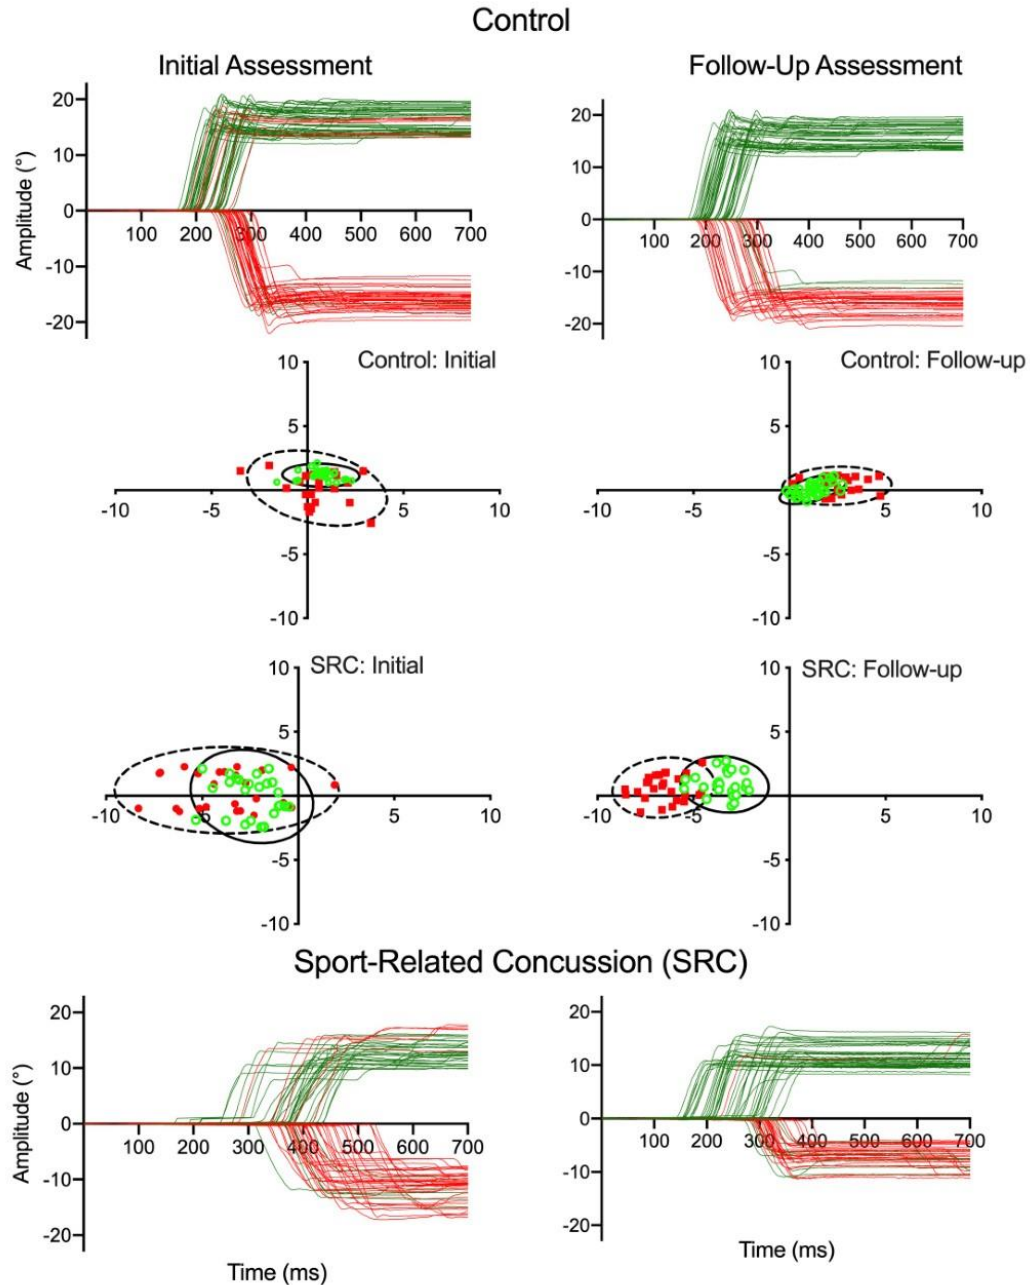 Control
Initial Assessment Follow-Up Assessment
Amplitude (°)
20
10
0
-10
-20
100 200 300 400 500 600 700
20
10
0
-10
-20
100 200 300 400 500 600 700
Control: Initial
10
5
-5
-10
-10 -5 5 10
Control: Follow-up
10
5
-5
-10
-10 -5 0 5 10
SRC: Initial
10
5
-5
-10
-10 -5 5 10
SRC: Follow-up
10
5
-5
-10
-10 -5 5 10
Sport-Related Concussion (SRC)
Amplitude (°)
20
10
0
-10
-20
100 200 300 400 500 600 700
Time (ms)
20
10
0
-10
-20
100 200 300 400 500 600 700
Time (ms)